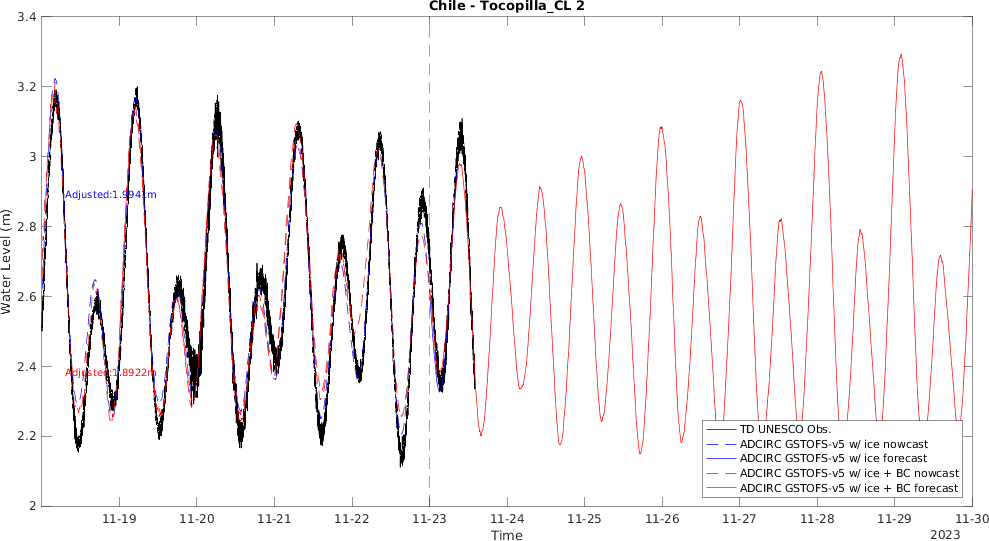 Chile - Tocopilla_CL 2
3.4
3.2
3
2.8
2.6
2.4
2.2
2
Water Level (m)
Adjusted:1.9941m
Adjusted:1.8922m
TD UNESCO Obs.
ADCIRC GSTOFS-v5 w/ ice nowcast
ADCIRC GSTOFS-v5 w/ ice forecast
ADCIRC GSTOFS-v5 w/ ice + BC nowcast
ADCIRC GSTOFS-v5 w/ ice + BC forecast
11-19 11-20 11-21 11-22 11-23 11-24 11-25 11-26 11-27 11-28 11-29 11-30
Time
2023